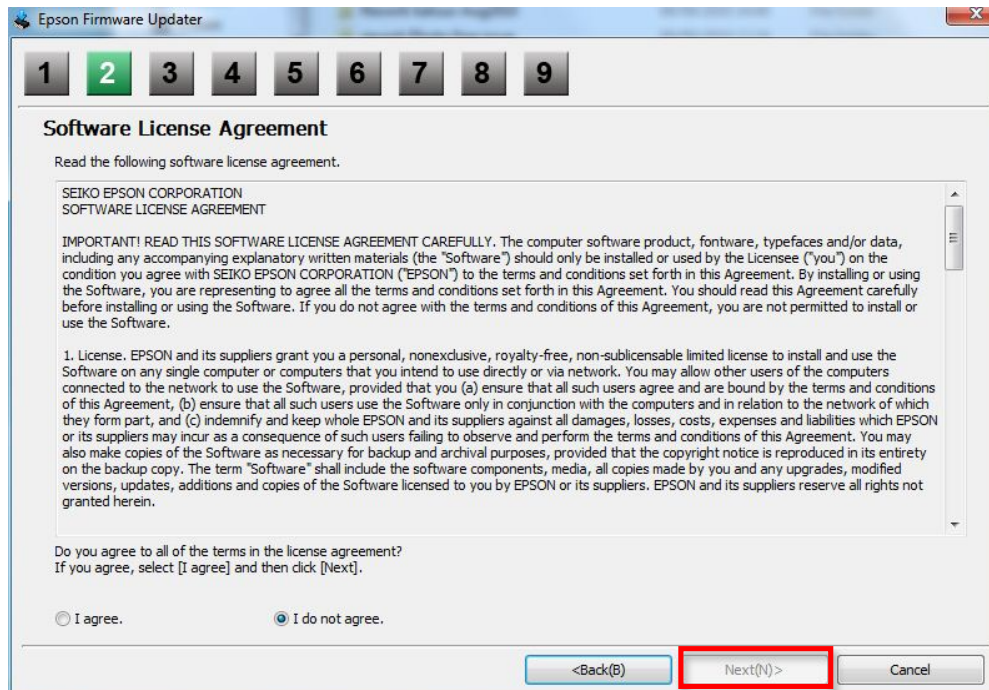 Epson Firmware Updater
1 2 3 4 5 6 7 8 9
Software License Agreement
Read the following software license agreement.
SEIKO EPSON CORPORATION
SOFTWARE LICENSE AGREEMENT
IMPORTANT! READ THIS SOFTWARE LICENSE AGREEMENT CAREFULLY. The computer software product, fontware, typefaces and/or data,
including any accompanying explanatory written materials (the "Software") should only be installed or used by the Licensee ("you") on the
condition you agree with SEIKO EPSON CORPORATION ("EPSON") to the terms and conditions set forth in this Agreement. By installing or using
the Software, you are representing to agree all the terms and conditions set forth in this Agreement. You should read this Agreement carefully
before installing or using the Software. If you do not agree with the terms and conditions of this Agreement, you are not permitted to install or
use the Software.
1. License. EPSON and its suppliers grant you a personal, nonexclusive, royalty-free, non-sublicensable limited license to install and use the
Software on any single computer or computers that you intend to use directly or via network. You may allow other users of the computers
connected to the network to use the Software, provided that you (a) ensure that all such users agree and are bound by the terms and conditions
of this Agreement, (b) ensure that all such users use the Software only in conjunction with the computers and in relation to the network of which
they form part, and (c) indemnify and keep whole EPSON and its suppliers against all damages, losses, costs, expenses and liabilities which EPSON
or its suppliers may incur as a consequence of such users failing to observe and perform the terms and conditions of this Agreement. You may
also make copies of the Software as necessary for backup and archival purposes, provided that the copyright notice is reproduced in its entirety
on the backup copy. The term "Software" shall include the software components, media, all copies made by you and any upgrades, modified
versions, updates, additions and copies of the Software licensed to you by EPSON or its suppliers. EPSON and its suppliers reserve all rights not
granted herein.
Do you agree to all of the terms in the license agreement?
If you agree, select [I agree] and then click [Next].
I agree. I do not agree.
<Back(B) Next(N)> Cancel